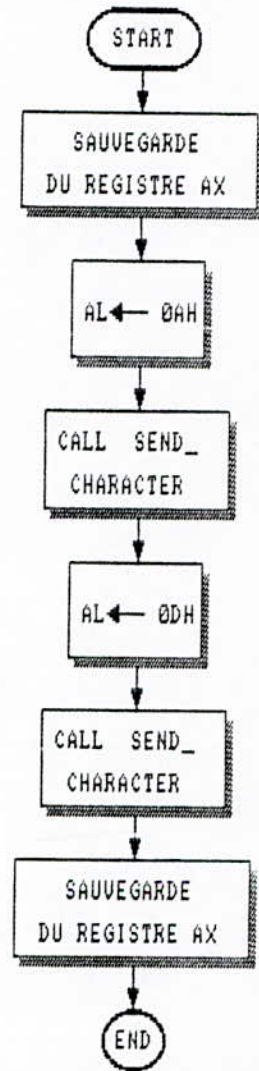 START
SAUVEGARDE
DU REGISTRE AX
AL ← 0AH
CALL SEND_
CHARACTER
AL ← 0DH
CALL SEND_
CHARACTER
SAUVEGARDE
DU REGISTRE AX
END